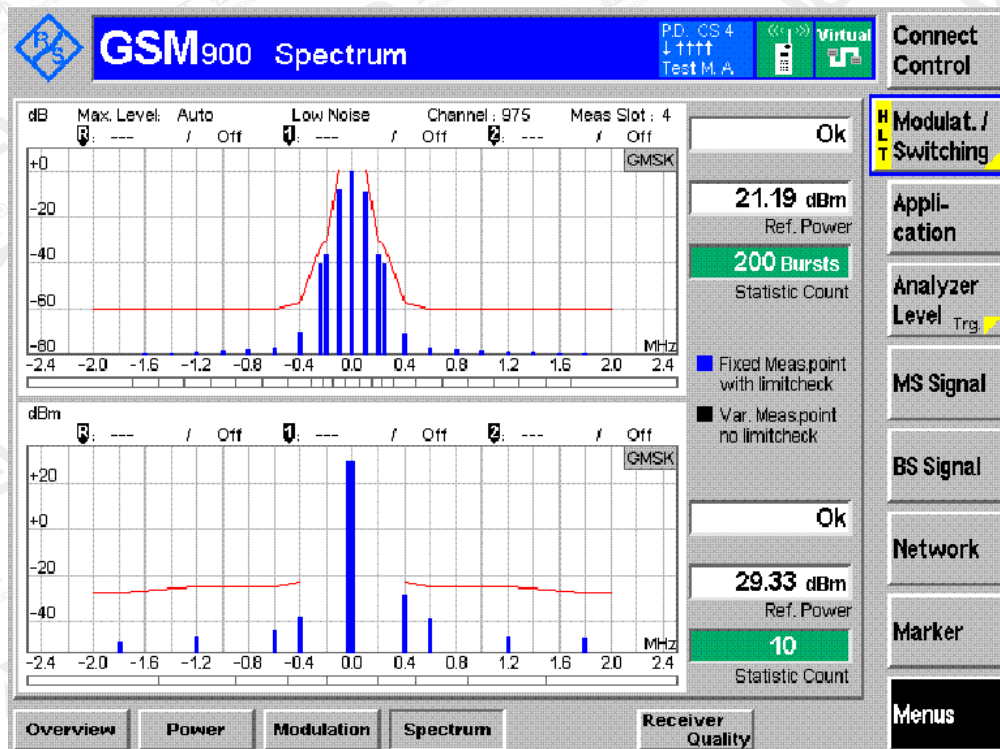 R/S
GSM900 Spectrum
P.D. CS 4
↓ ↑↑↑↑
Test M. A
Virtual
Connect
Control
dB Max. Level: Auto Low Noise Channel : 975 Meas Slot : 4
R: --- / Off 1: --- / Off 2: --- / Off
GMSK
+0
-20
-40
-60
-80
MHz
-2.4 -2.0 -1.6 -1.2 -0.8 -0.4 0.0 0.4 0.8 1.2 1.6 2.0 2.4
Ok
21.19 dBm
Ref. Power
200 Bursts
Statistic Count
Fixed Meas.point
with limitcheck
Var. Meas.point
no limitcheck
dBm
R: --- / Off 1: --- / Off 2: --- / Off
GMSK
+20
+0
-20
-40
MHz
-2.4 -2.0 -1.6 -1.2 -0.8 -0.4 0.0 0.4 0.8 1.2 1.6 2.0 2.4
Ok
29.33 dBm
Ref. Power
10
Statistic Count
HLT
Modulat. /
Switching
Appli-
cation
Analyzer
Level Trg.
MS Signal
BS Signal
Network
Marker
Menus
Overview
Power
Modulation
Spectrum
Receiver
Quality